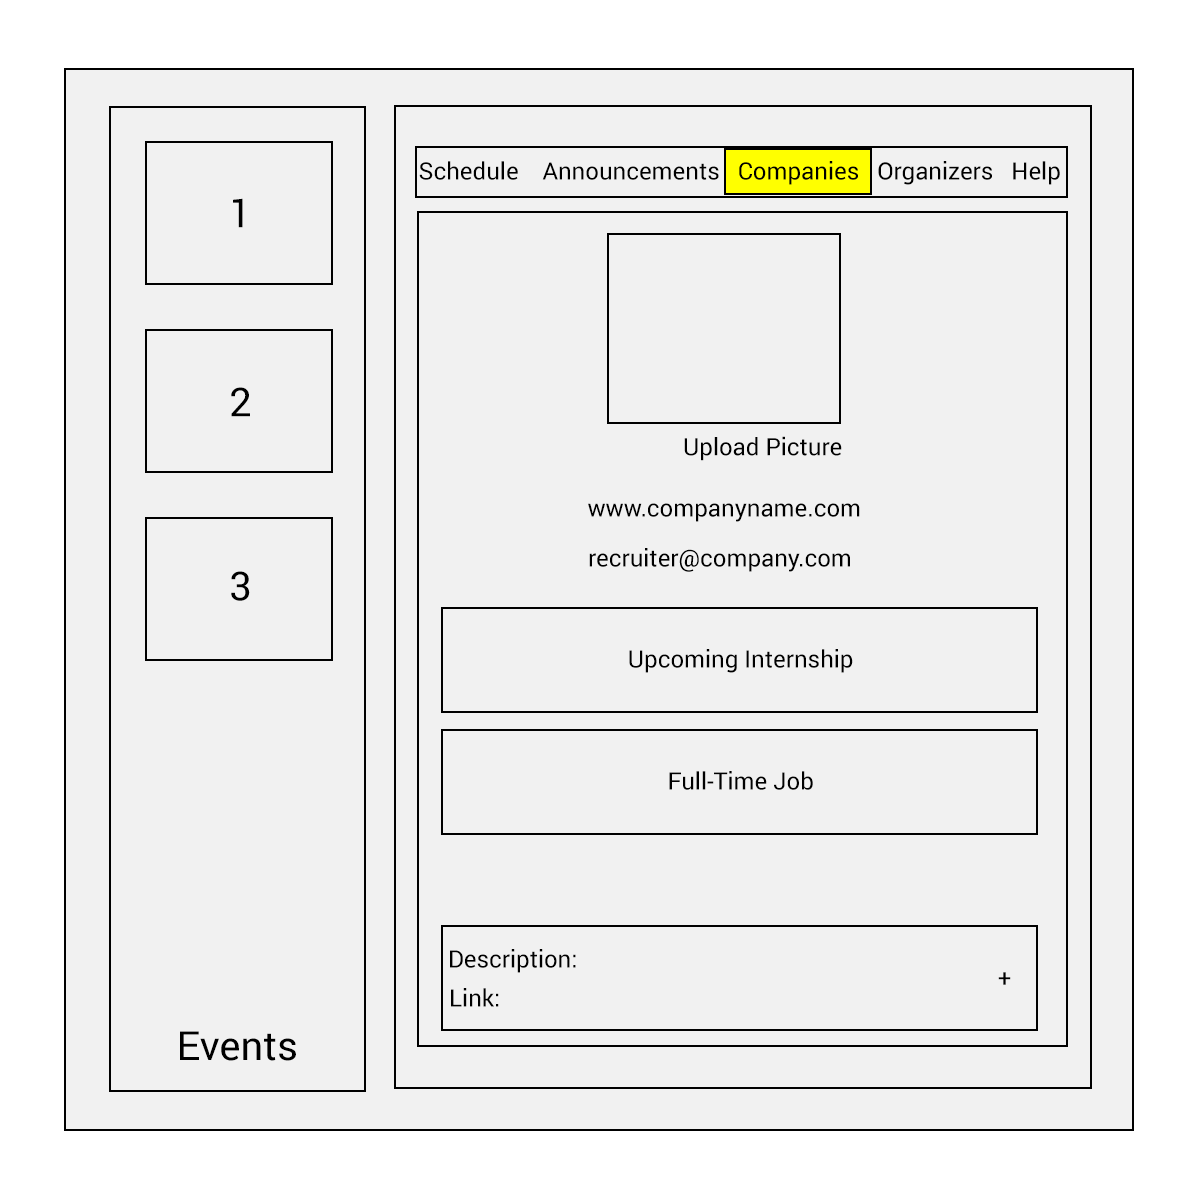 1
2
3
Events
Schedule Announcements Companies Organizers Help
Upload Picture
www.companyname.com
recruiter@company.com
Upcoming Internship
Full-Time Job
Description:
Link:
+